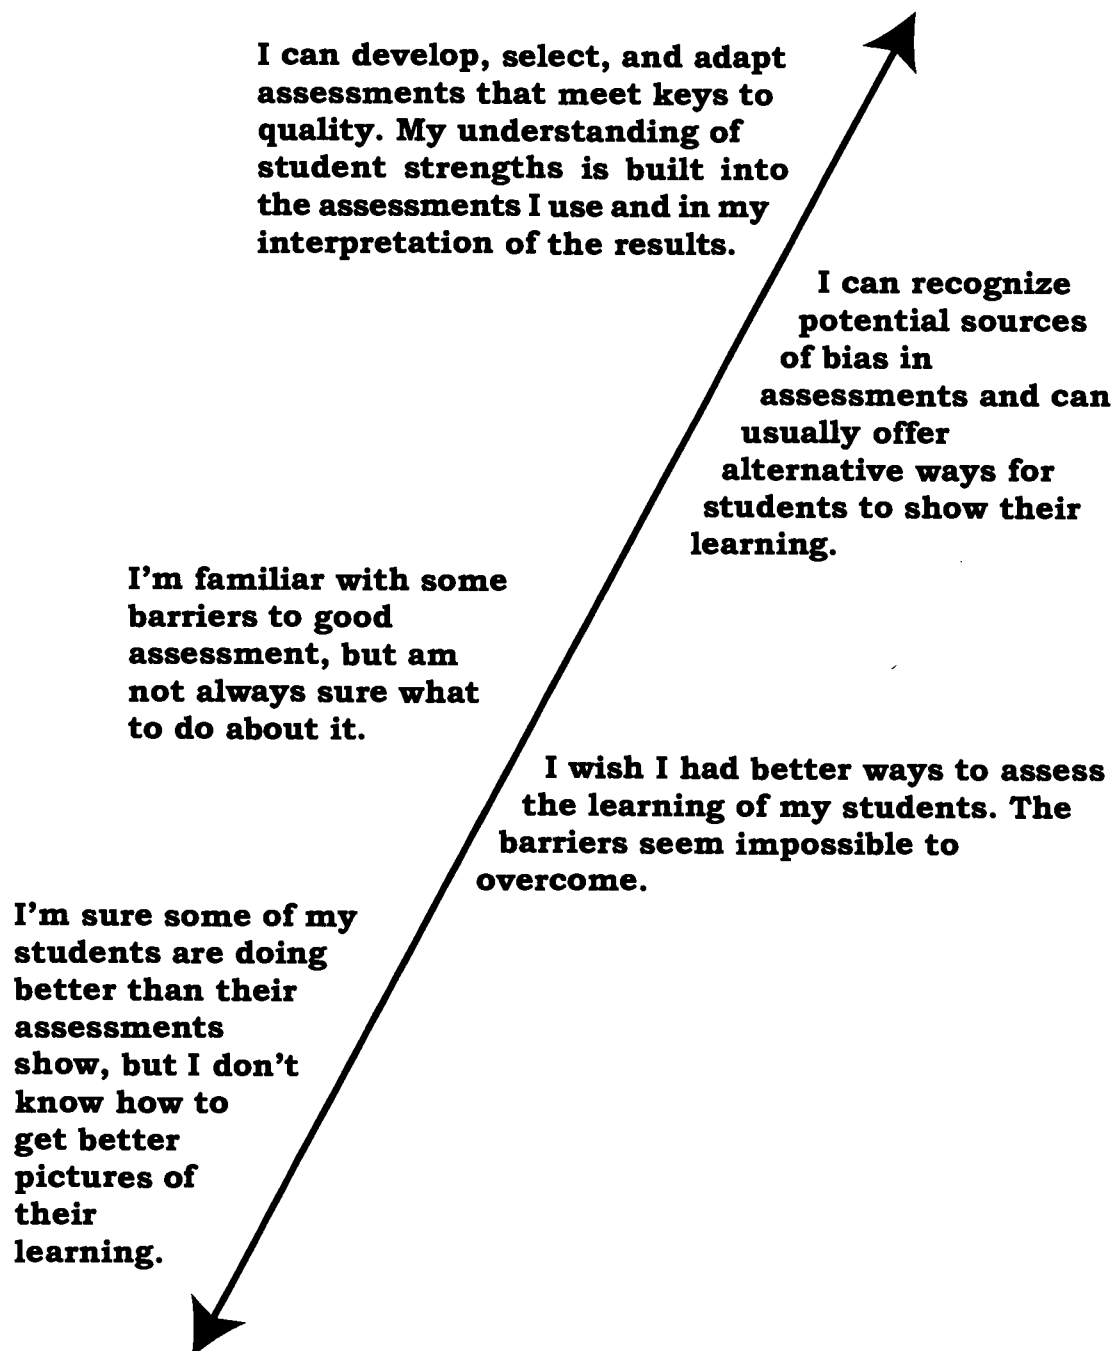 I can develop, select, and adapt
assessments that meet keys to
quality. My understanding of
student strengths is built into
the assessments I use and in my
interpretation of the results.
I can recognize
potential sources
of bias in
assessments and can
usually offer
alternative ways for
students to show their
learning.
I'm familiar with some
barriers to good
assessment, but am
not always sure what
to do about it.
I wish I had better ways to assess
the learning of my students. The
barriers seem impossible to
overcome.
I'm sure some of my
students are doing
better than their
assessments
show, but I don't
know how to
get better
pictures of
their
learning.